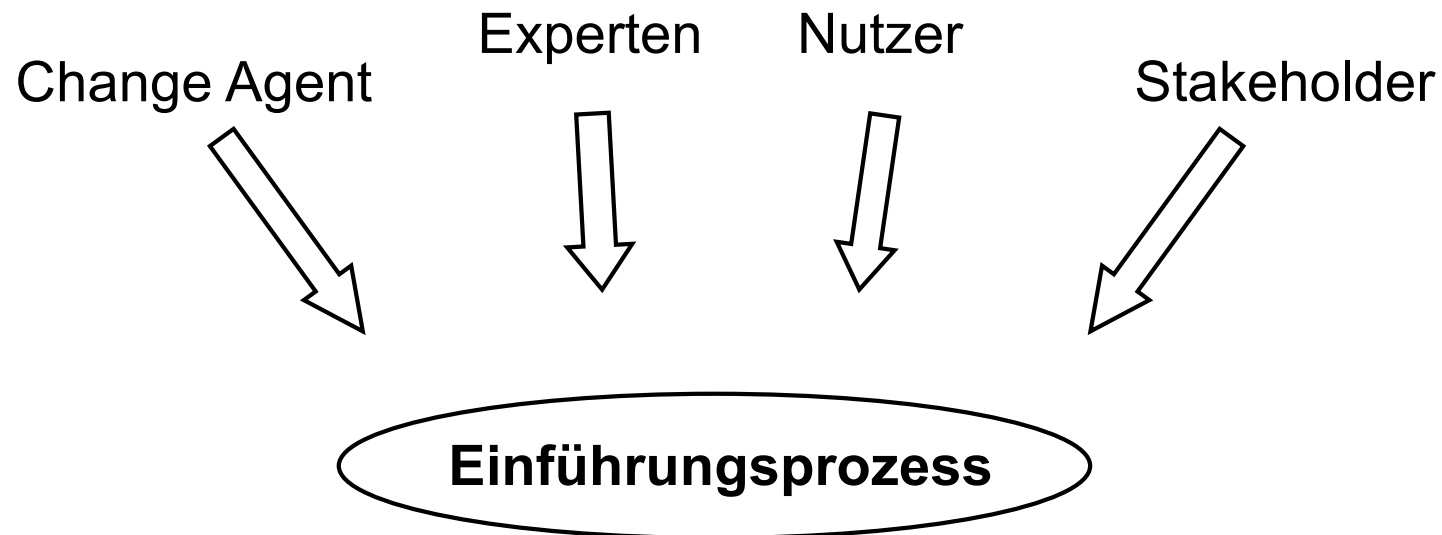 Change Agent
Experten
Nutzer
Stakeholder
Einführungsprozess